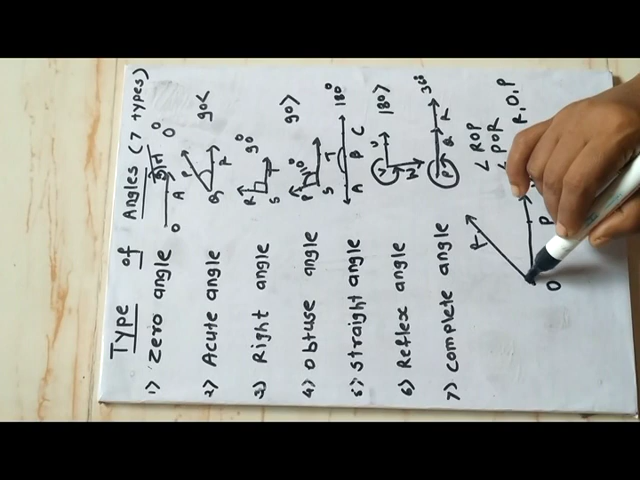 Type of Angles (7 types)
1) Zero angle O A 0°
2) Acute angle P Q R 90<
3) Right angle R S T 90°
4) Obtuse angle P S T 110° 90>
5) Straight angle A B C 180°
6) Reflex angle U V W 180>
7) Complete angle P Q R 360
∠ ROP
∠ POR
R, O, P
R
O P